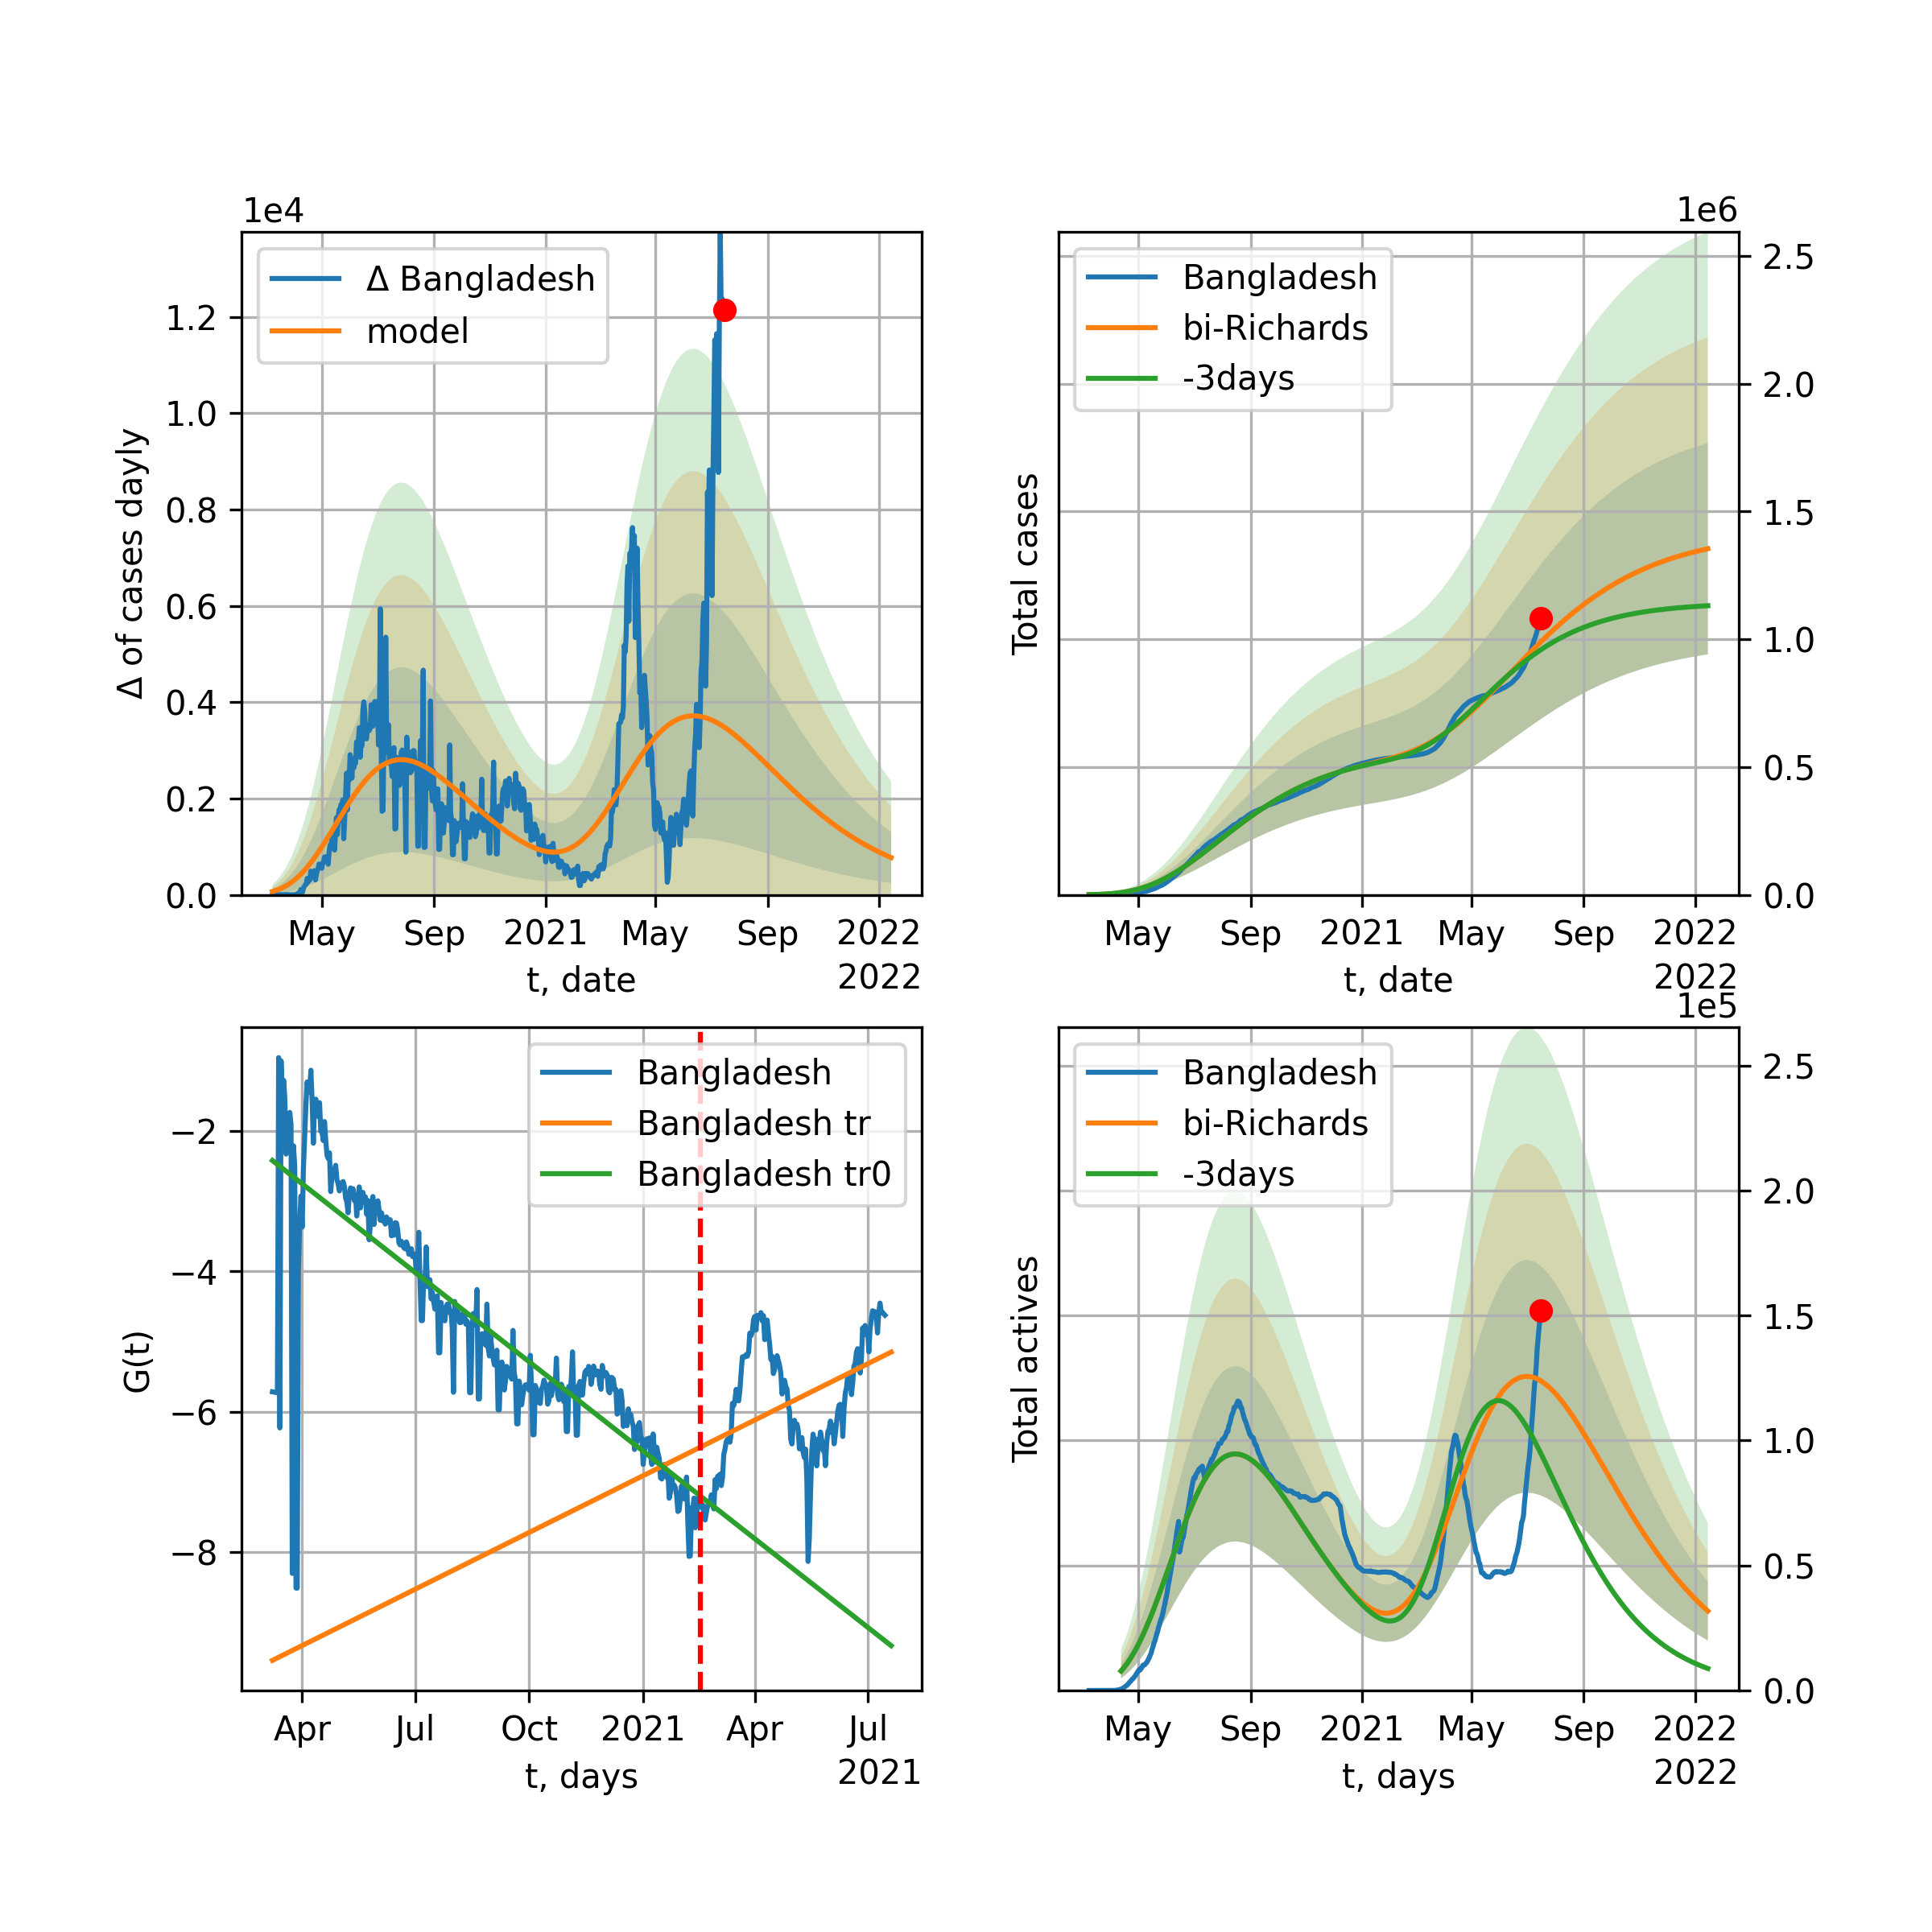 1e4
Δ Bangladesh
model
Δ of cases dayly
1.2
1.0
0.8
0.6
0.4
0.2
0.0
May Sep 2021 May Sep 2022
t, date
2022
1e6
Bangladesh
bi-Richards
-3days
Total cases
2.5
2.0
1.5
1.0
0.5
0.0
May Sep 2021 May Sep 2022
t, date
2022
Bangladesh
Bangladesh tr
Bangladesh tr0
G(t)
−2
−4
−6
−8
Apr Jul Oct 2021 Apr Jul
t, days
2021
1e5
Bangladesh
bi-Richards
-3days
Total actives
2.5
2.0
1.5
1.0
0.5
0.0
May Sep 2021 May Sep 2022
t, days
2022